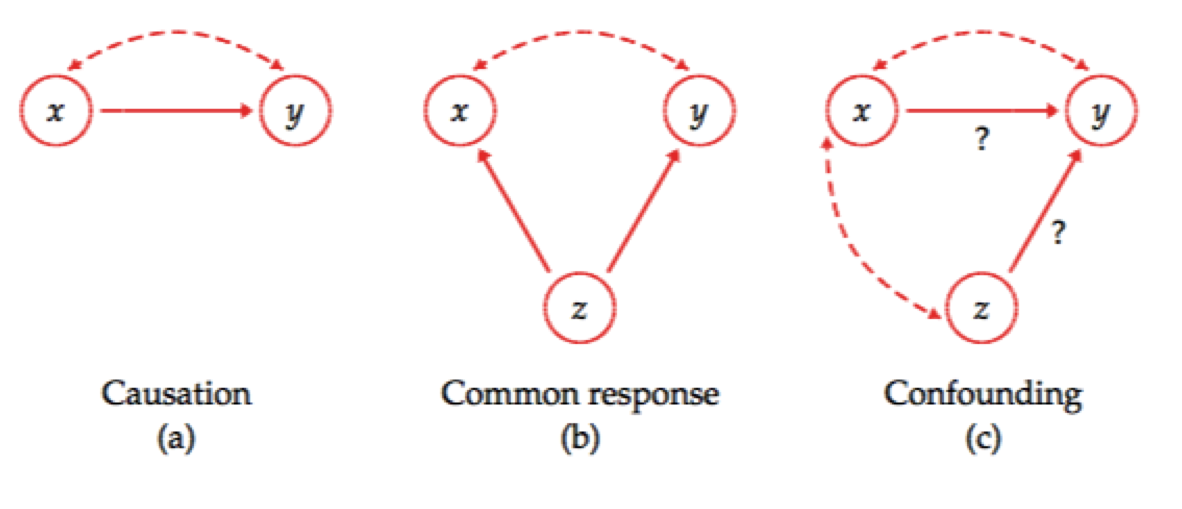 x y
x y
x y
?
?
z
z
Causation
(a)
Common response
(b)
Confounding
(c)